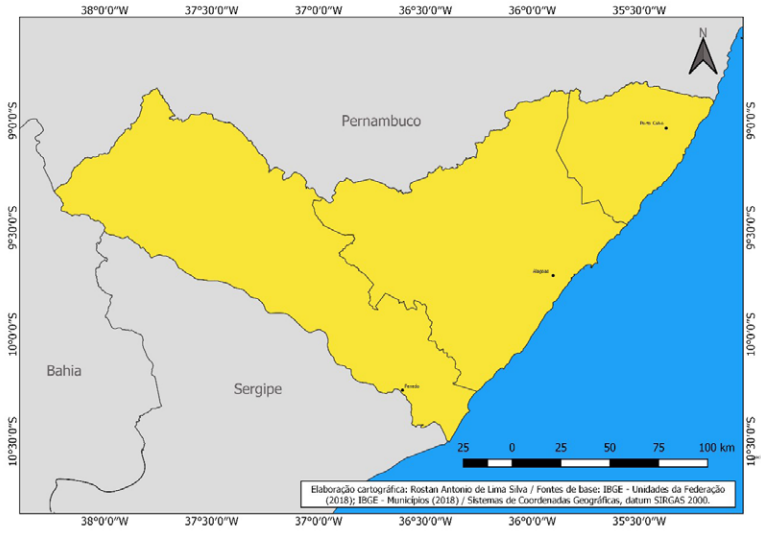 38°0'0"W 37°30'0"W 37°0'0"W 36°30'0"W 36°0'0"W 35°30'0"W
N
9°0'0"S 9°0'0"S
Pernambuco
Porto Calvo
9°30'0"S 9°30'0"S
Alagoas
10°0'0"S 10°0'0"S
Bahia
Sergipe
Penedo
10°30'0"S 10°30'0"S
25 0 25 50 75 100 km
Elaboração cartográfica: Rostan Antonio de Lima Silva / Fontes de base: IBGE - Unidades da Federação
(2018); IBGE - Municípios (2018) / Sistemas de Coordenadas Geográficas, datum SIRGAS 2000.
38°0'0"W 37°30'0"W 37°0'0"W 36°30'0"W 36°0'0"W 35°30'0"W